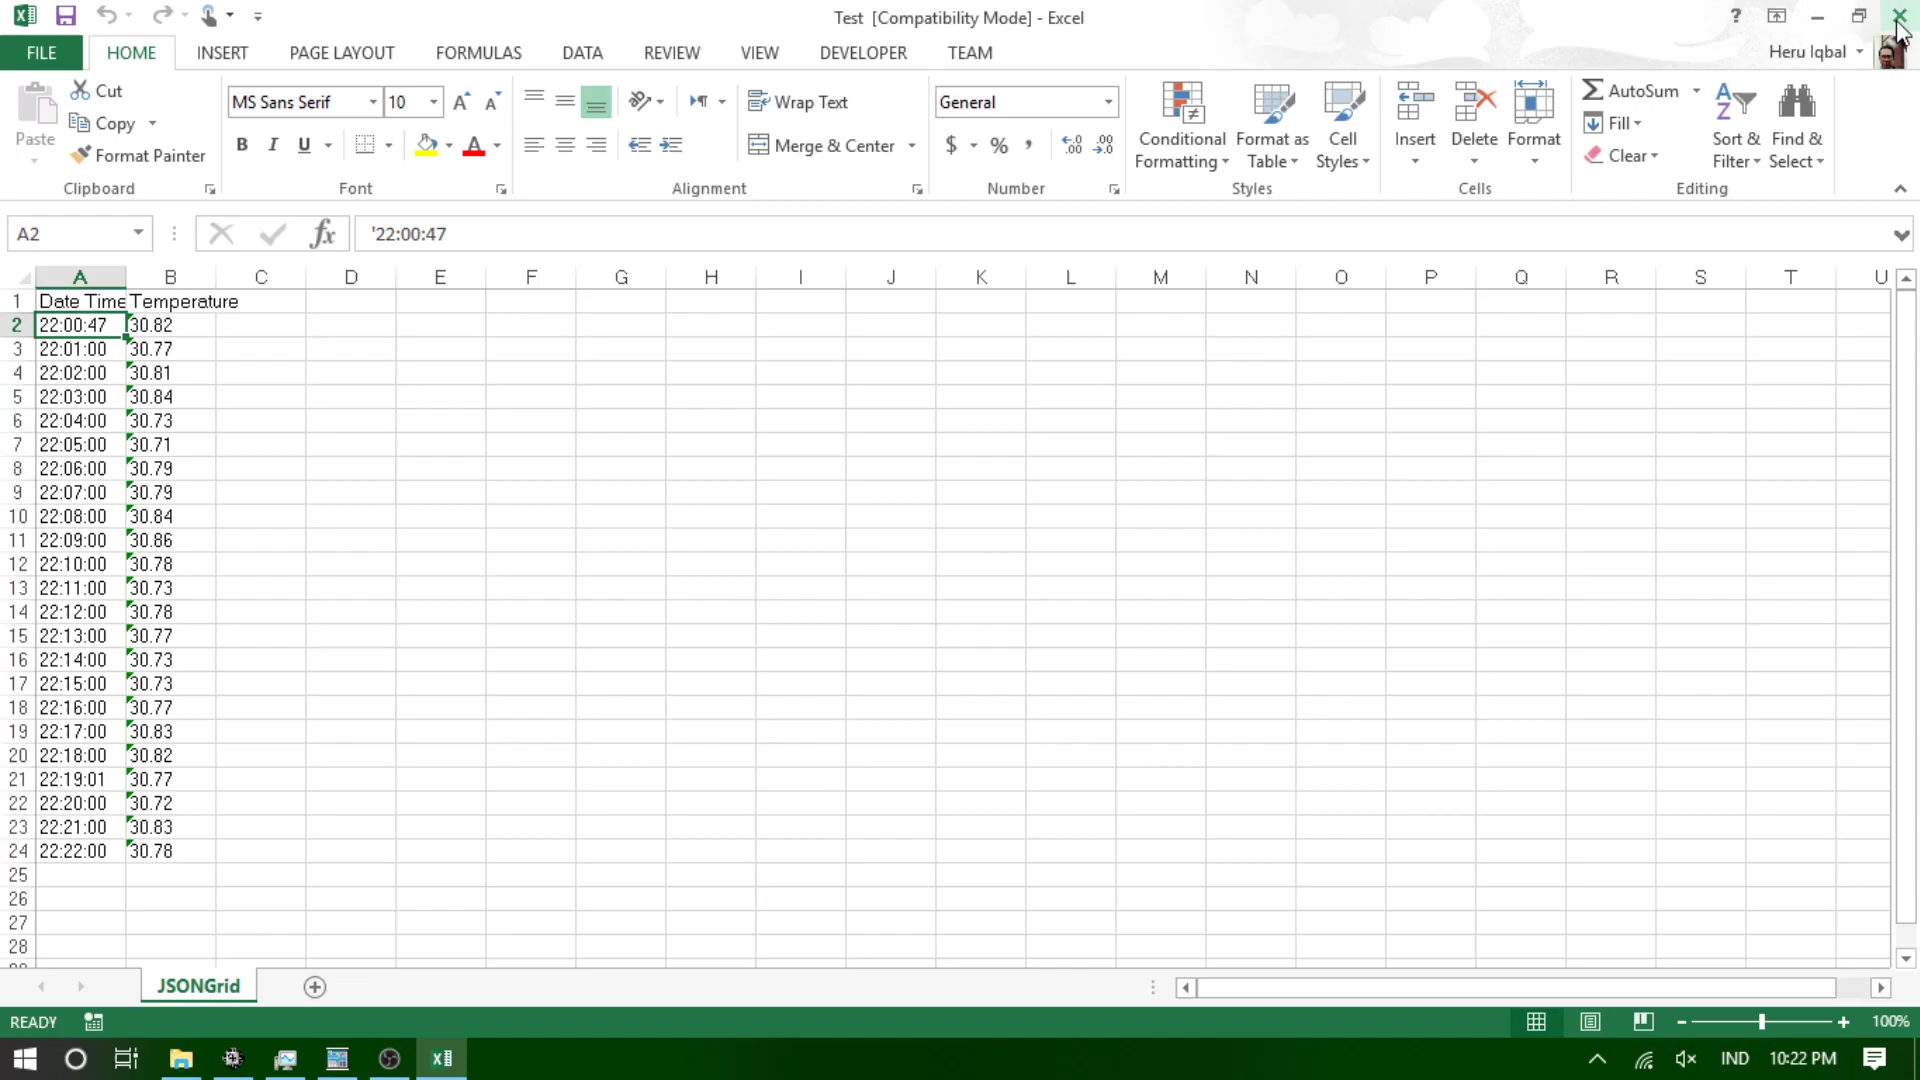 Test [Compatibility Mode] - Excel
?
FILE HOME INSERT PAGE LAYOUT FORMULAS DATA REVIEW VIEW DEVELOPER TEAM
Heru Iqbal
Paste
Cut
Copy
Format Painter
Clipboard
MS Sans Serif 10
B I U A
Font
Wrap Text
Merge & Center
Alignment
General
$ % ,
Number
Conditional Formatting
Format as Table
Cell Styles
Styles
Insert Delete Format
Cells
AutoSum
Fill
Clear
Sort & Filter
Find & Select
Editing
A2 fx '22:00:47
A B C D E F G H I J K L M N O P Q R S T U
1 Date Time Temperature
2 22:00:47 30.82
3 22:01:00 30.77
4 22:02:00 30.81
5 22:03:00 30.84
6 22:04:00 30.73
7 22:05:00 30.71
8 22:06:00 30.79
9 22:07:00 30.79
10 22:08:00 30.84
11 22:09:00 30.86
12 22:10:00 30.78
13 22:11:00 30.73
14 22:12:00 30.78
15 22:13:00 30.77
16 22:14:00 30.73
17 22:15:00 30.73
18 22:16:00 30.77
19 22:17:00 30.83
20 22:18:00 30.82
21 22:19:01 30.77
22 22:20:00 30.72
23 22:21:00 30.83
24 22:22:00 30.78
25
26
27
28
JSONGrid
READY 100%
IND 10:22 PM